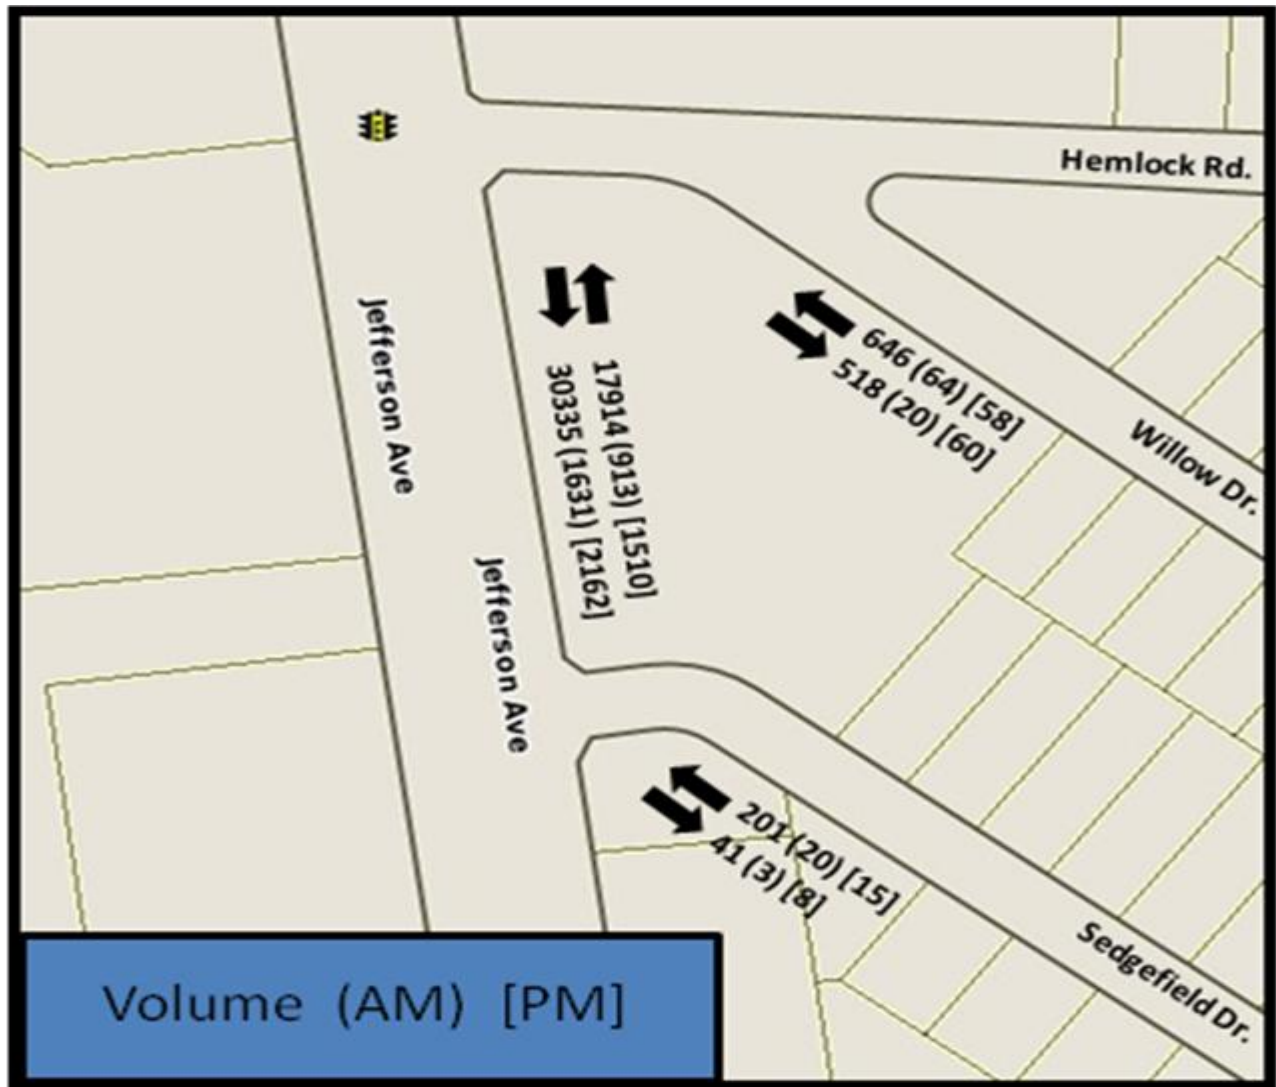 Hemlock Rd.
Jefferson Ave
17914 (913) [1510]
30335 (1631) [2162]
646 (64) [58]
518 (20) [60]
Willow Dr.
Jefferson Ave
201 (20) [15]
41 (3) [8]
Sedgefield Dr.
Volume (AM) [PM]